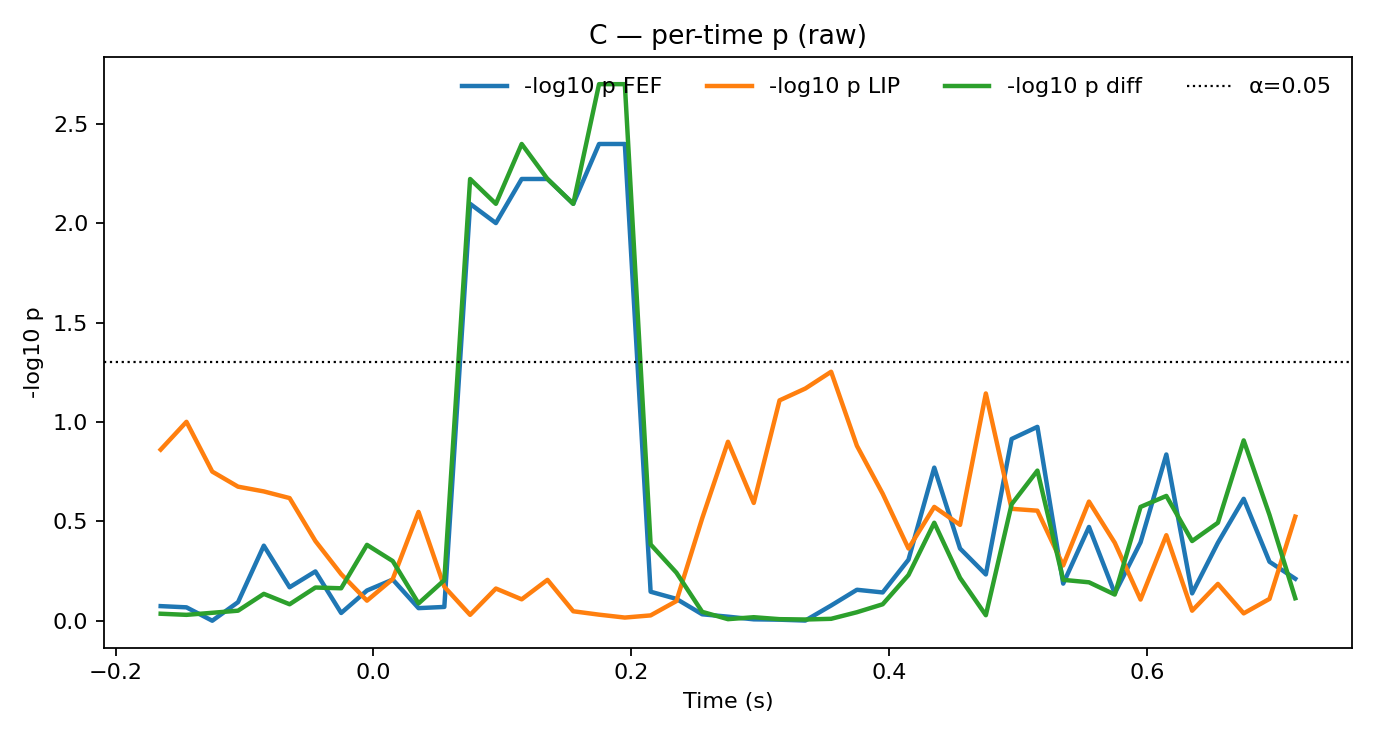 C — per-time p (raw)
-log10 p FEF
-log10 p LIP
-log10 p diff
α=0.05
-log10 p
2.5
2.0
1.5
1.0
0.5
0.0
−0.2
0.0
0.2
0.4
0.6
Time (s)